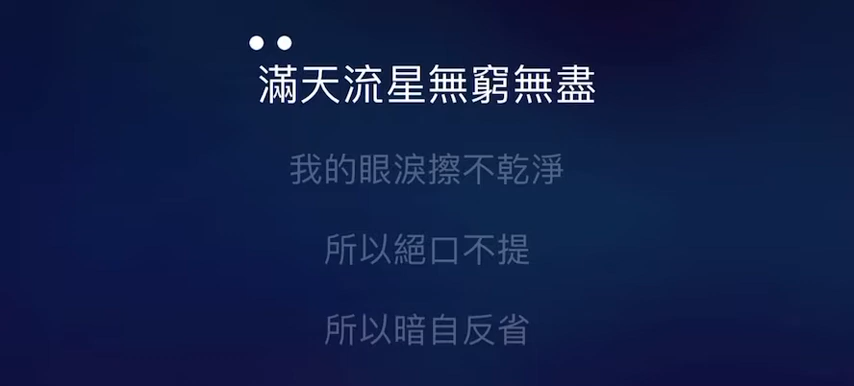 滿天流星無窮無盡
我的眼淚擦不乾淨
所以絕口不提
所以暗自反省